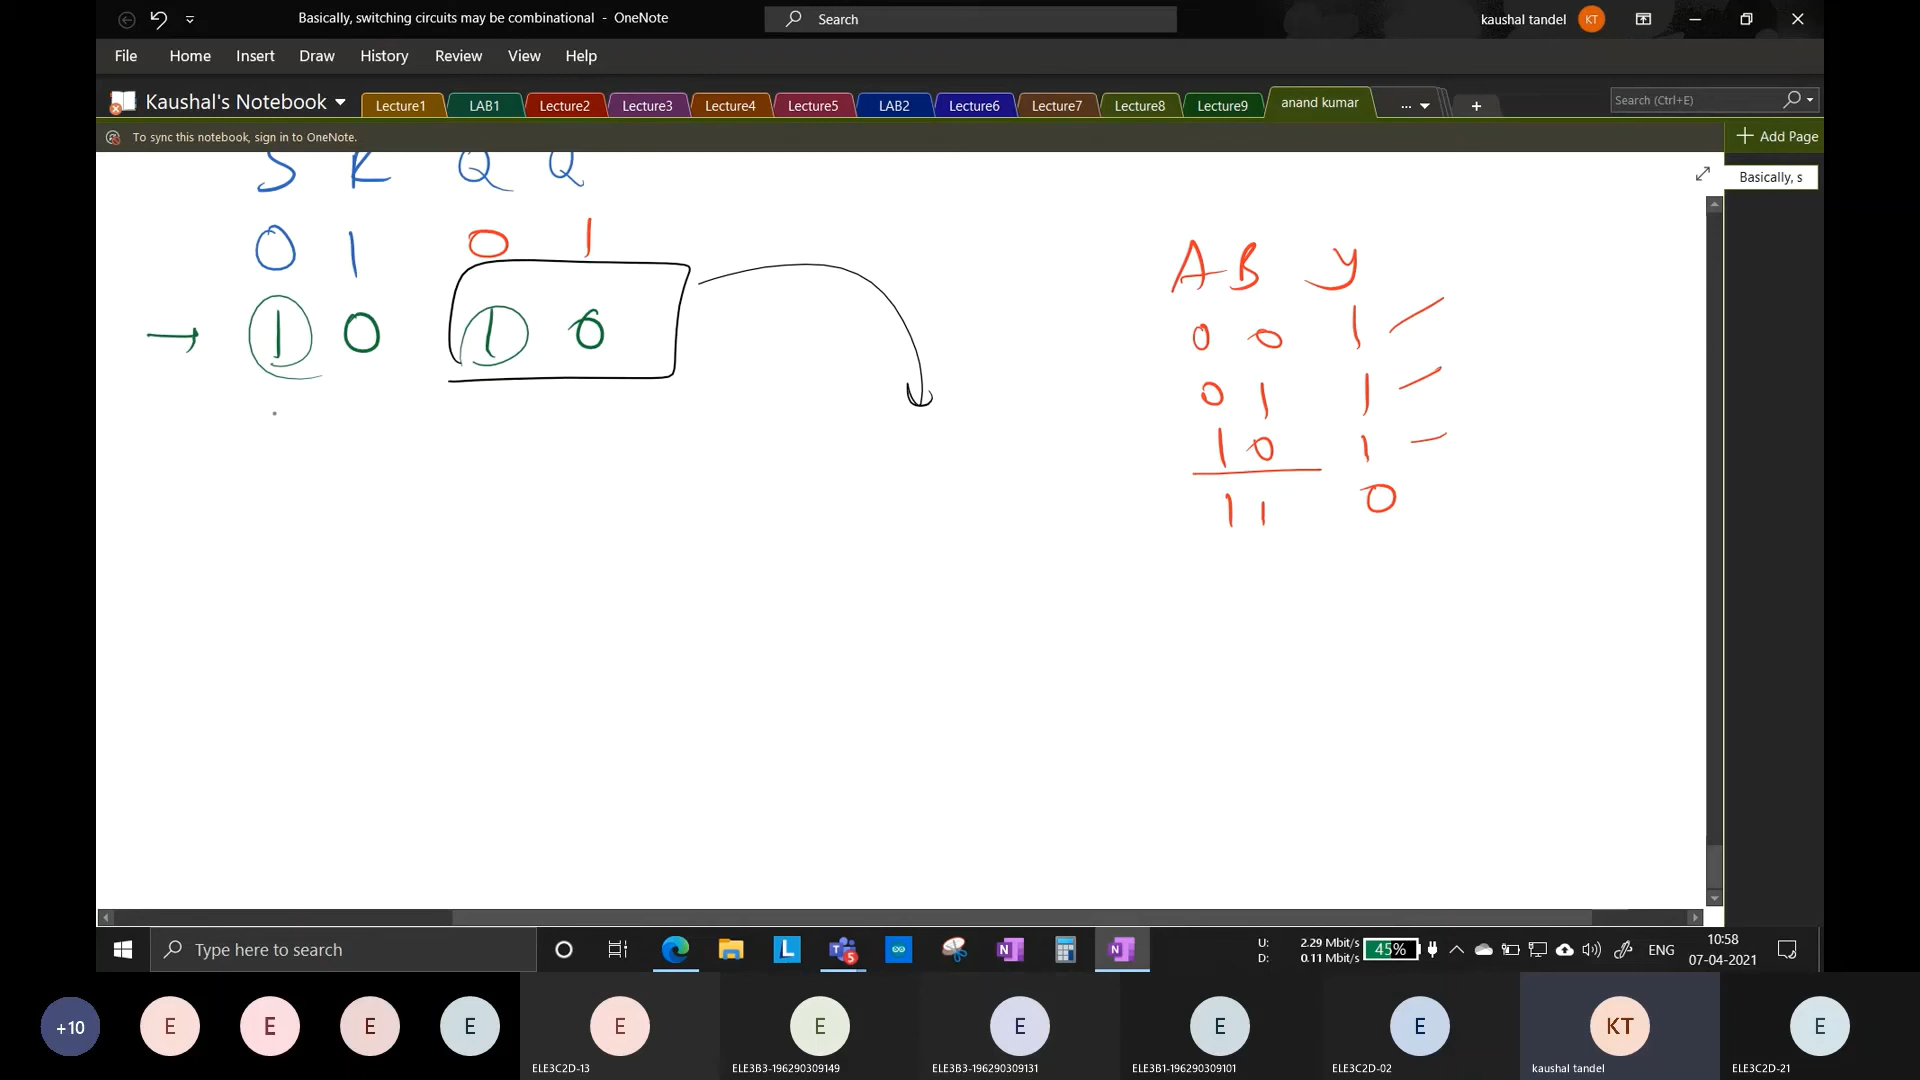 Basically, switching circuits may be combinational - OneNote
Search
kaushal tandel KT
File Home Insert Draw History Review View Help
Kaushal's Notebook
Lecture1 LAB1 Lecture2 Lecture3 Lecture4 Lecture5 LAB2 Lecture6 Lecture7 Lecture8 Lecture9 anand kumar ... +
Search (Ctrl+E)
To sync this notebook, sign in to OneNote.
Add Page
Basically, s
S R Q Q
0 1 0 1
→ 1 0 1 0
A B Y
0 0 1
0 1 1
1 0 1
1 1 0
Type here to search
L
T 5
N
N
U: 2.29 Mbit/s
D: 0.11 Mbit/s
45%
ENG
10:58
07-04-2021
+10 E E E E E E E E E KT E
ELE3C2D-13 ELE3B3-196290309149 ELE3B3-196290309131 ELE3B1-196290309101 ELE3C2D-02 kaushal tandel ELE3C2D-21